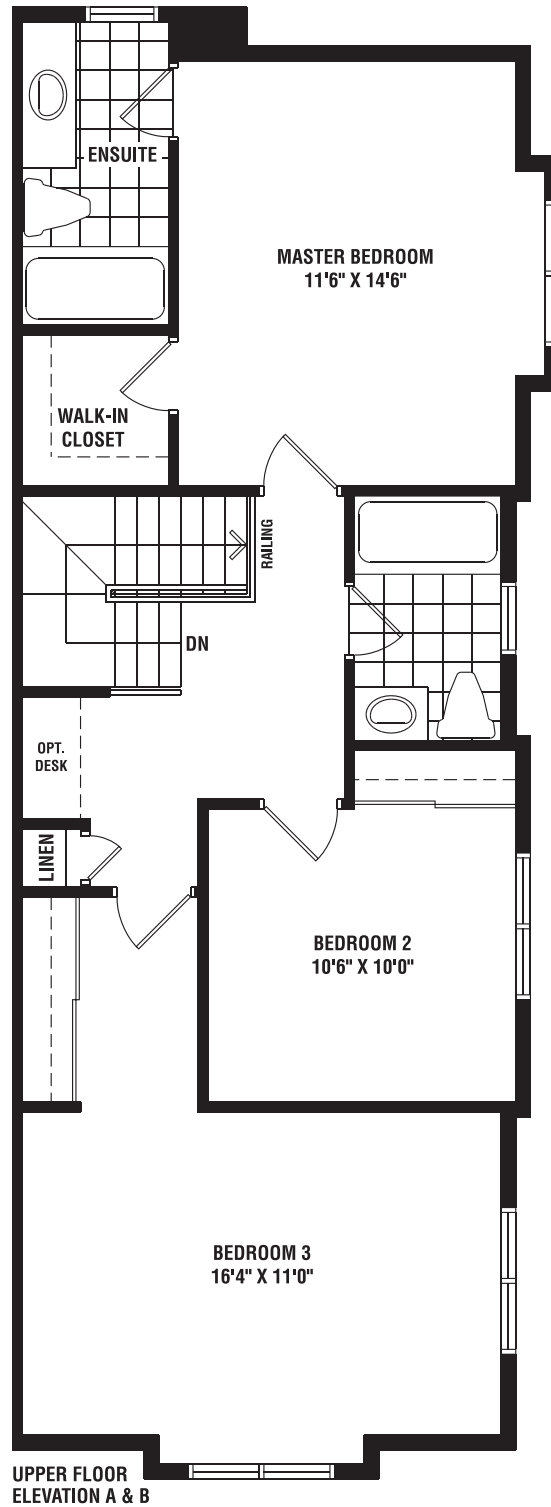 ENSUITE
MASTER BEDROOM
11'6" X 14'6"
WALK-IN
CLOSET
RAILING
DN
OPT.
DESK
LINEN
BEDROOM 2
10'6" X 10'0"
BEDROOM 3
16'4" X 11'0"
UPPER FLOOR
ELEVATION A & B